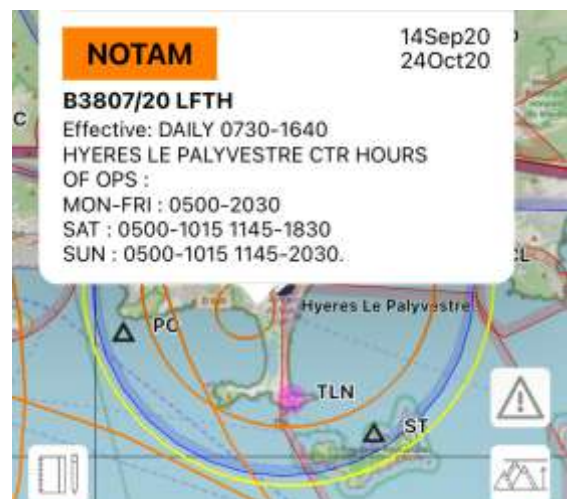 NOTAM
14Sep20
24Oct20
B3807/20 LFTH
Effective: DAILY 0730-1640
HYERES LE PALYVESTRE CTR HOURS
OF OPS :
MON-FRI : 0500-2030
SAT : 0500-1015 1145-1830
SUN : 0500-1015 1145-2030.
C
CL
Hyeres Le Palyvestre
PC
TLN
ST